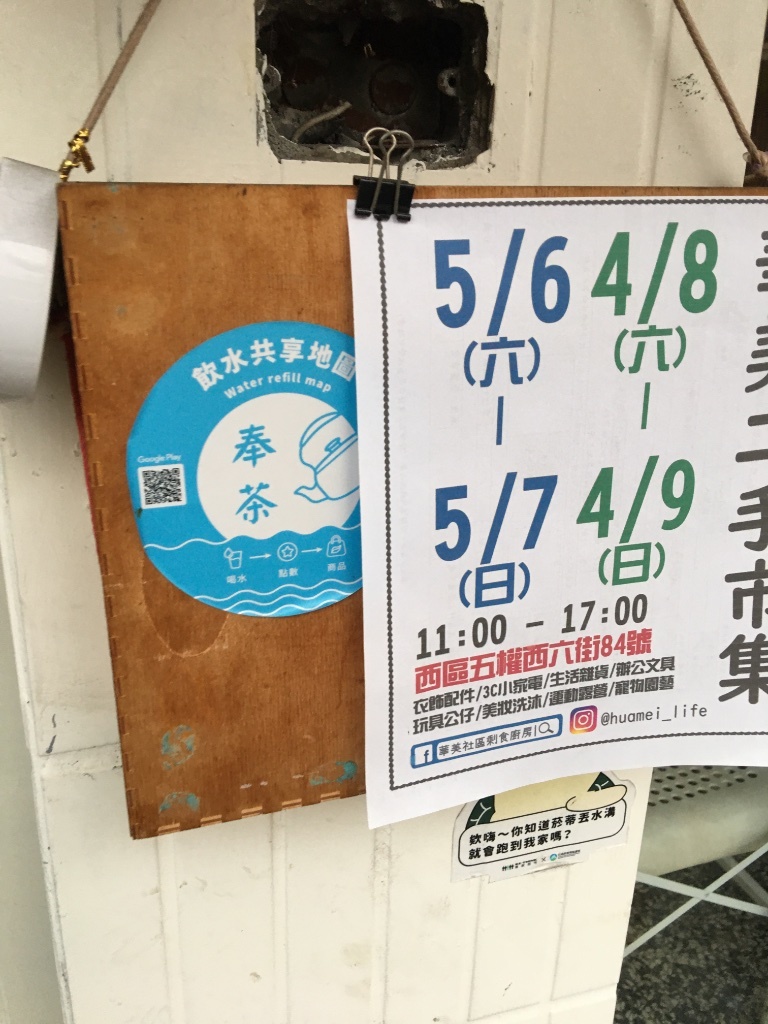 飲水共享地圖
Water refill map
奉茶
Google Play
喝水 → 點數 → 商品
華美二手市集
4/8
(六)
|
4/9
(日)
5/6
(六)
|
5/7
(日)
11:00 - 17:00
西區五權西六街84號
衣飾配件/3C小家電/生活雜貨/辦公文具
玩具公仔/美妝洗沐/運動露營/寵物園藝
華美社區剩食廚房
@huamei_life
欸嗨～你知道菸蒂丟水溝
就會跑到我家嗎？